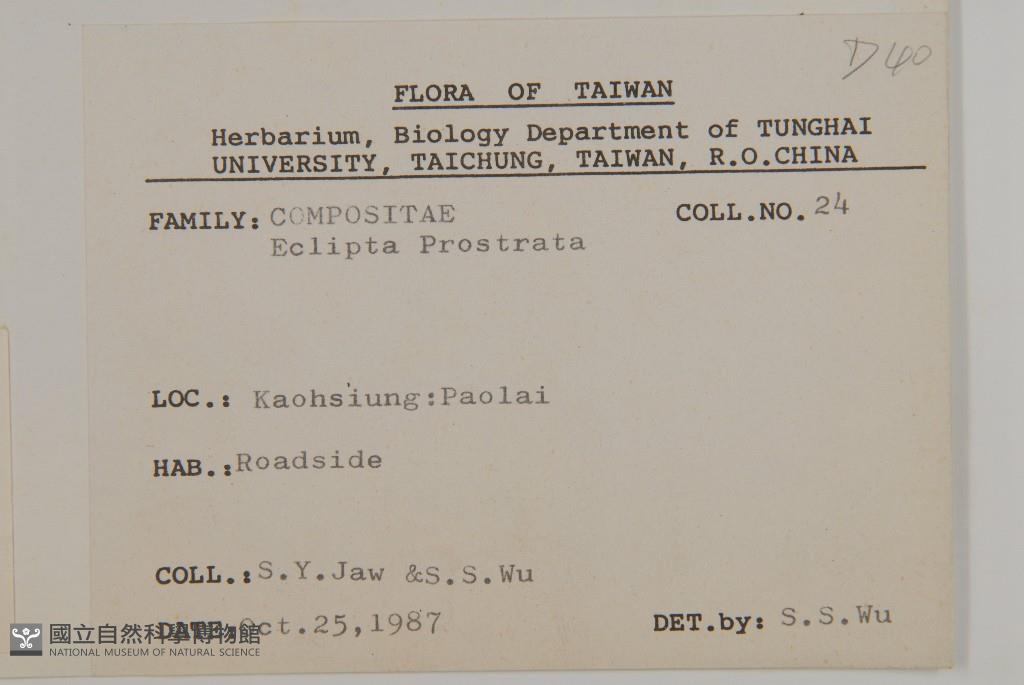 D40
FLORA OF TAIWAN
Herbarium, Biology Department of TUNGHAI
UNIVERSITY, TAICHUNG, TAIWAN, R.O.CHINA
FAMILY: COMPOSITAE COLL.NO. 24
Eclipta Prostrata
LOC.: Kaohsiung:Paolai
HAB.: Roadside
COLL.: S.Y.Jaw &S.S.Wu
DATE: Oct.25,1987 DET.by: S.S.Wu
國立自然科學博物館
NATIONAL MUSEUM OF NATURAL SCIENCE